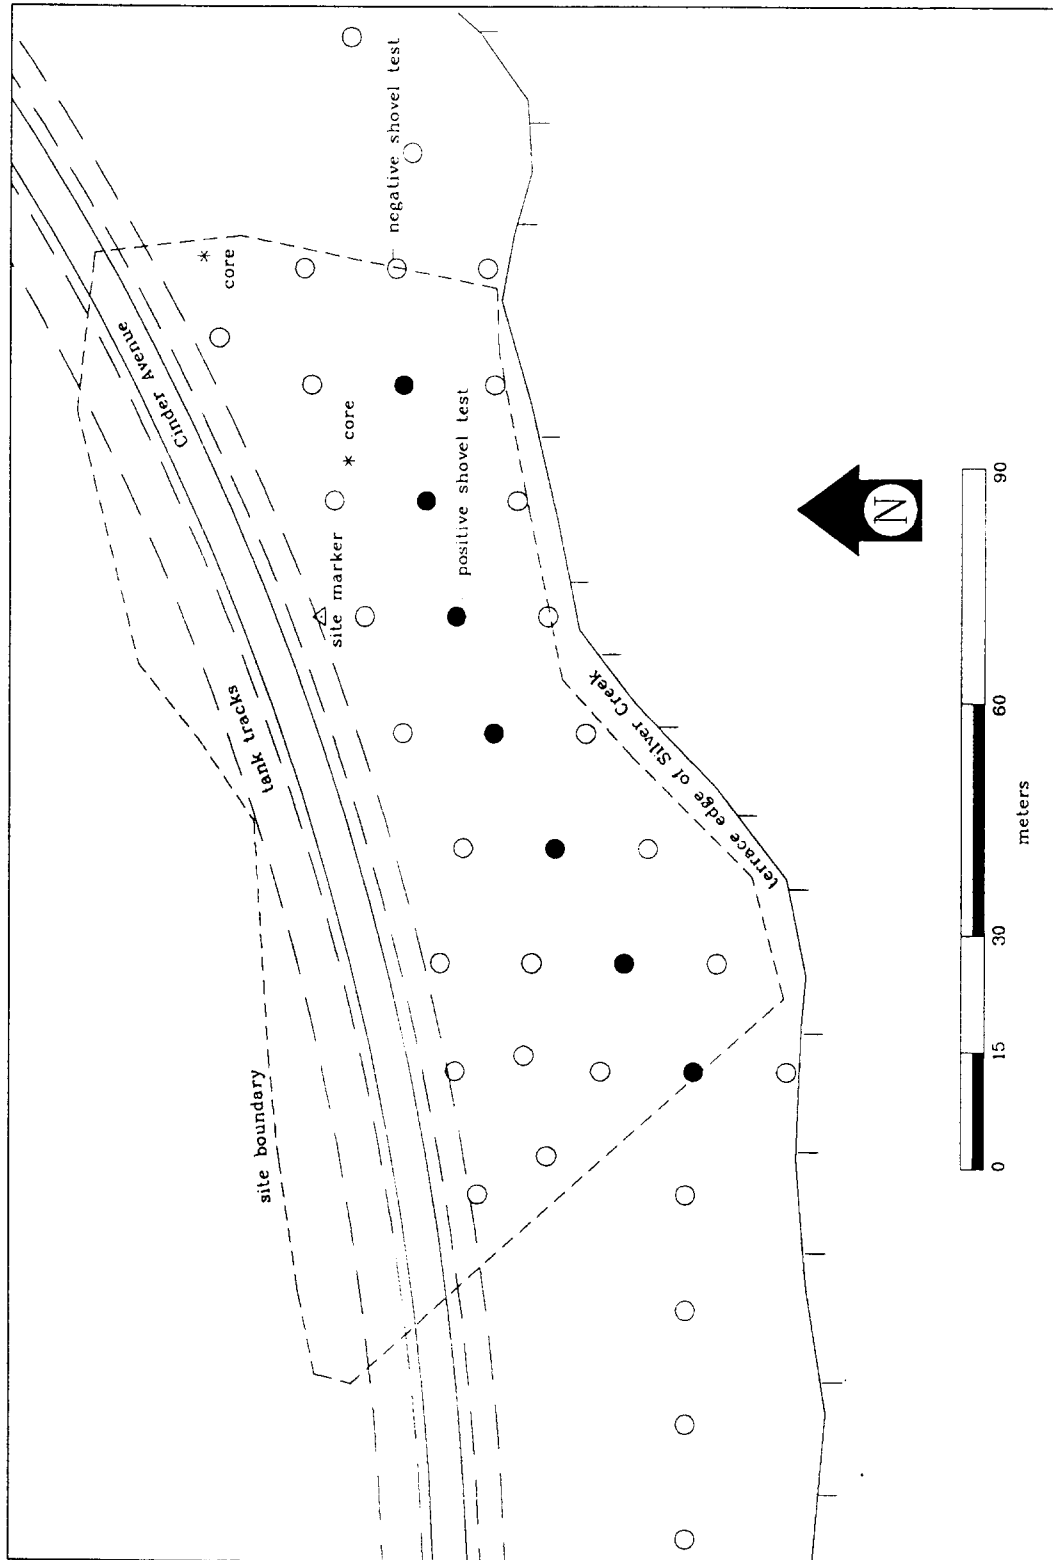 negative shovel test
core
Cinder Avenue
core
positive shovel test
site marker
tank tracks
terrace edge of Silver Creek
site boundary
N
0 15 30 60 90
meters